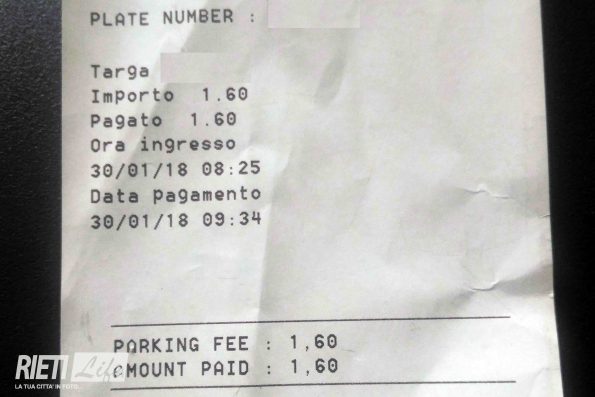 PLATE NUMBER :
Targa
Importo 1.60
Pagato 1.60
Ora ingresso
30/01/18 08:25
Data pagamento
30/01/18 09:34
PARKING FEE : 1,60
AMOUNT PAID : 1,60
RIETI Life
LA TUA CITTA' IN FOTO...